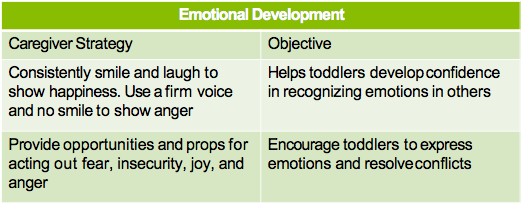 Emotional Development
Caregiver Strategy
Objective
Consistently smile and laugh to
show happiness. Use a firm voice
and no smile to show anger
Helps toddlers develop confidence
in recognizing emotions in others
Provide opportunities and props for
acting out fear, insecurity, joy, and
anger
Encourage toddlers to express
emotions and resolve conflicts